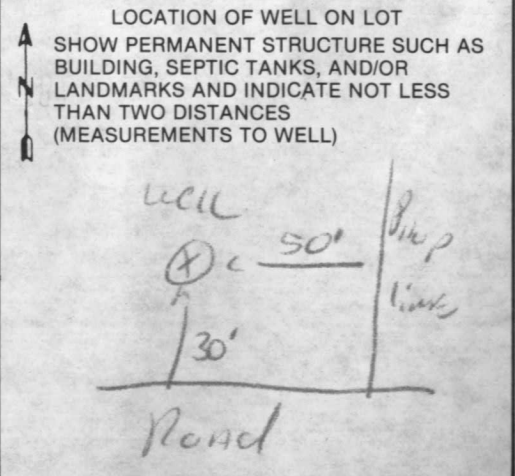 LOCATION OF WELL ON LOT
SHOW PERMANENT STRUCTURE SUCH AS
BUILDING, SEPTIC TANKS, AND/OR
N
LANDMARKS AND INDICATE NOT LESS
THAN TWO DISTANCES
(MEASUREMENTS TO WELL)
well
50'
X
30'
Road